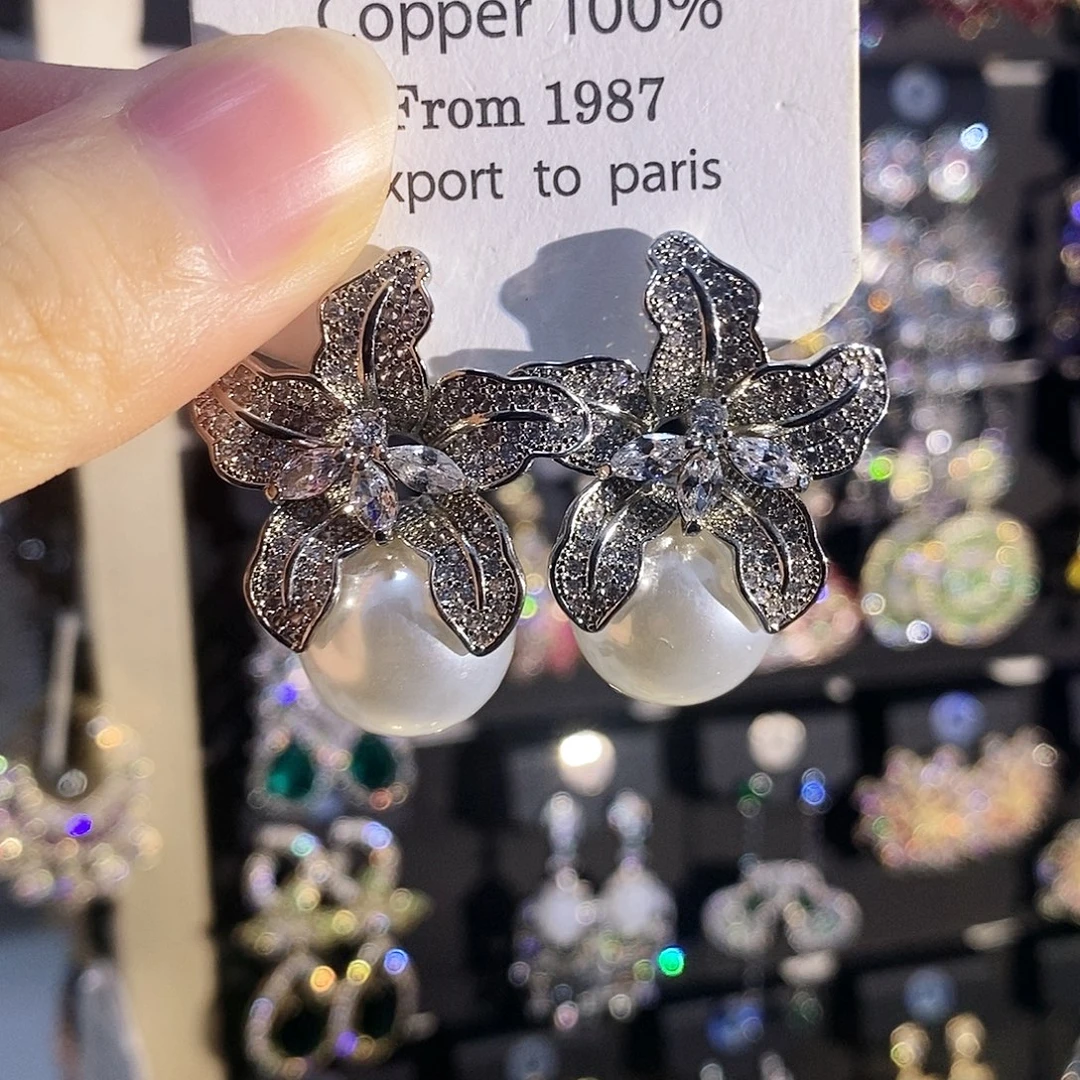 Copper 100%
From 1987
xport to paris